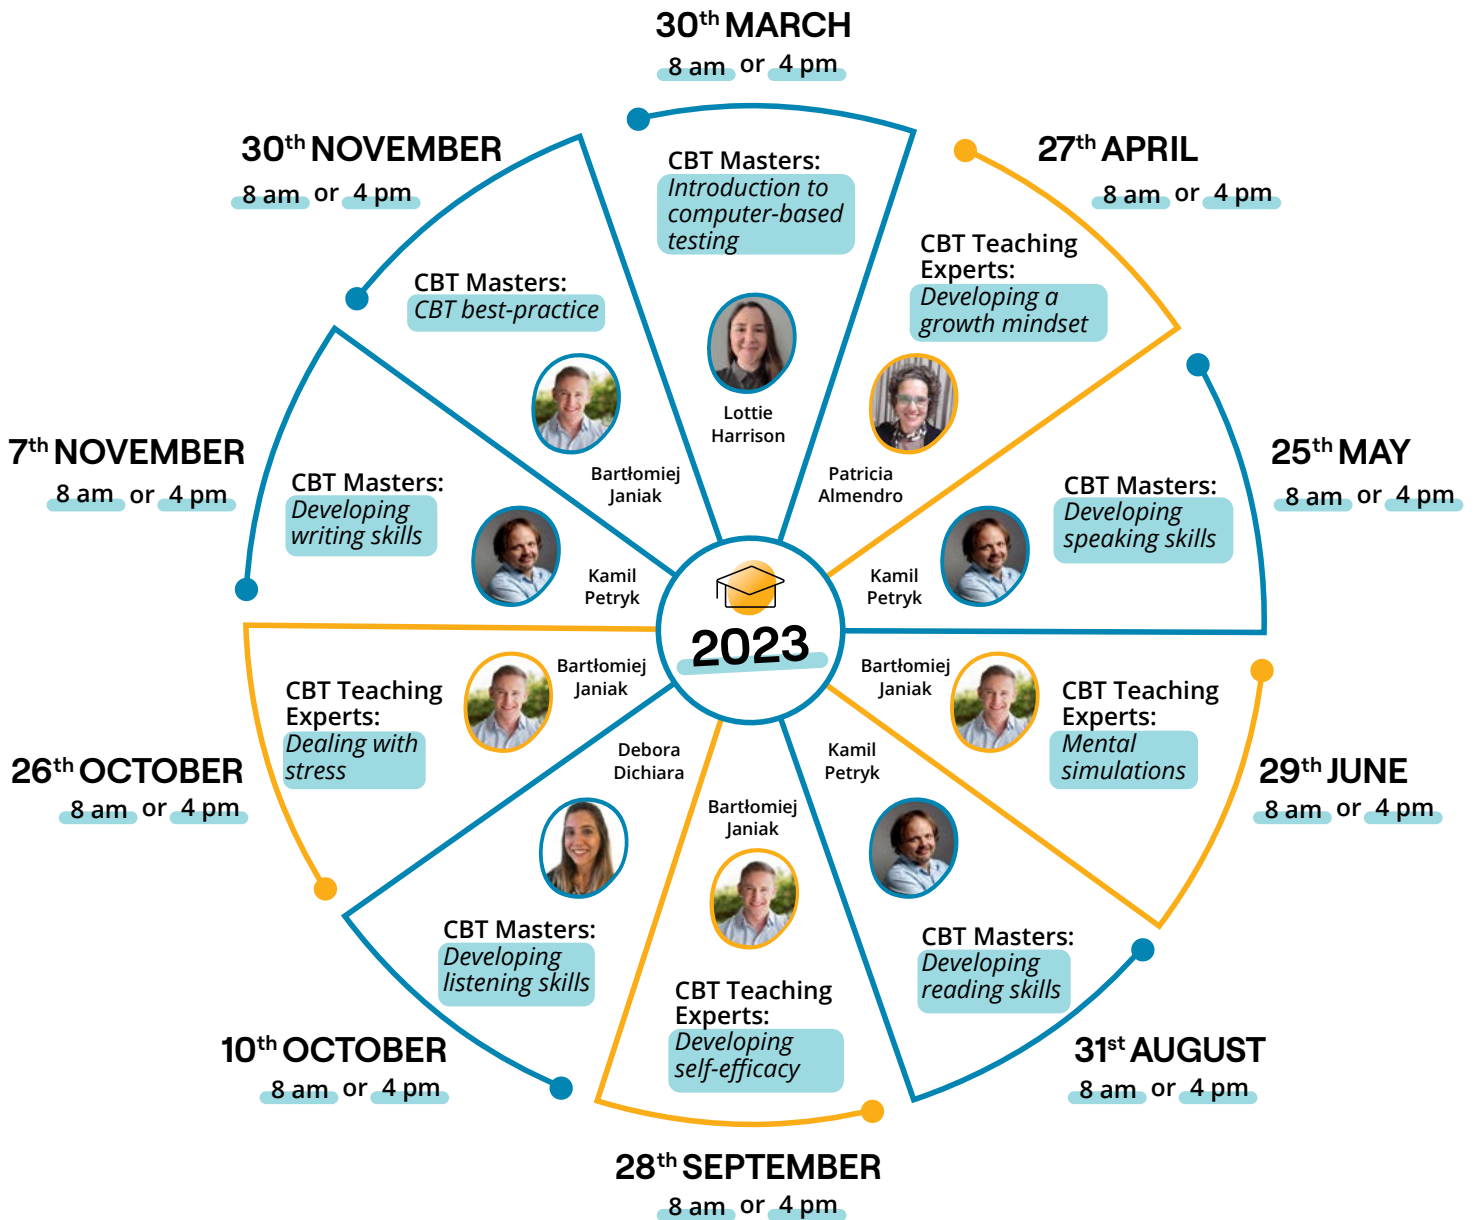 30th MARCH
8 am or 4 pm
CBT Masters:
Introduction to
computer-based
testing
Lottie
Harrison
27th APRIL
8 am or 4 pm
CBT Teaching
Experts:
Developing a
growth mindset
Patricia
Almendro
25th MAY
8 am or 4 pm
CBT Masters:
Developing
speaking skills
Kamil
Petryk
29th JUNE
8 am or 4 pm
CBT Teaching
Experts:
Mental
simulations
Bartłomiej
Janiak
31st AUGUST
8 am or 4 pm
CBT Masters:
Developing
reading skills
Kamil
Petryk
28th SEPTEMBER
8 am or 4 pm
CBT Teaching
Experts:
Developing
self-efficacy
Bartłomiej
Janiak
10th OCTOBER
8 am or 4 pm
CBT Masters:
Developing
listening skills
Debora
Dichiara
26th OCTOBER
8 am or 4 pm
CBT Teaching
Experts:
Dealing with
stress
Bartłomiej
Janiak
7th NOVEMBER
8 am or 4 pm
CBT Masters:
Developing
writing skills
Kamil
Petryk
30th NOVEMBER
8 am or 4 pm
CBT Masters:
CBT best-practice
Bartłomiej
Janiak
2023